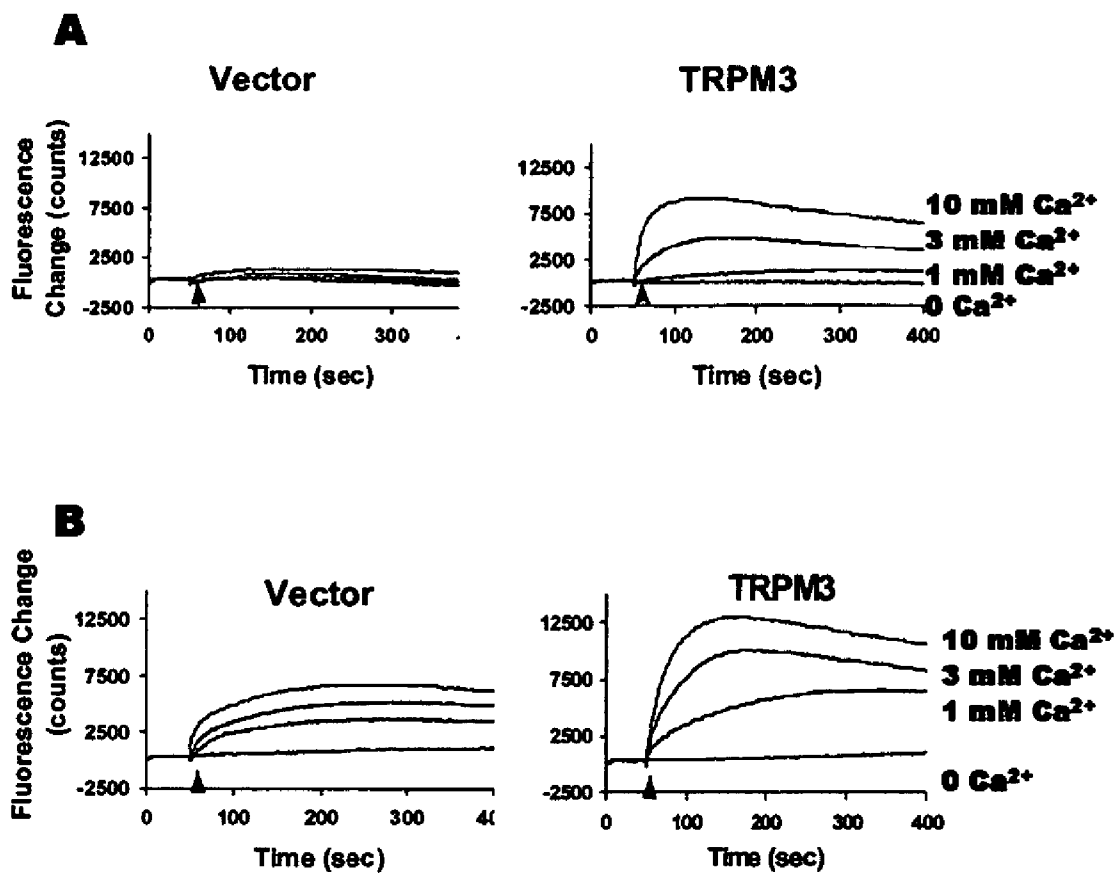 A
Vector
TRPM3
Fluorescence
Change (counts)
12500
7500
2500
-2500
0
100
200
300
Time (sec)
12500
7500
2500
-2500
0
100
200
300
400
Time (sec)
10 mM Ca²⁺
3 mM Ca²⁺
1 mM Ca²⁺
0 Ca²⁺
B
Vector
TRPM3
Fluorescence Change
(counts)
12500
7500
2500
-2500
0
100
200
300
Time (sec)
12500
7500
2500
-2500
0
100
200
300
400
Time (sec)
10 mM Ca²⁺
3 mM Ca²⁺
1 mM Ca²⁺
0 Ca²⁺